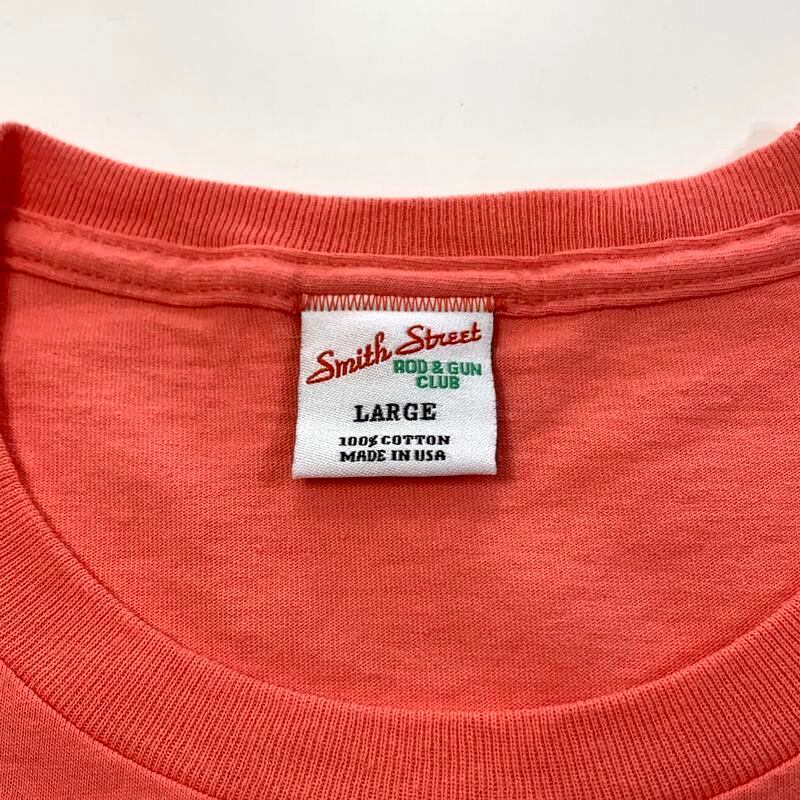 Smith Street
ROD & GUN
CLUB
LARGE
100% COTTON
MADE IN USA